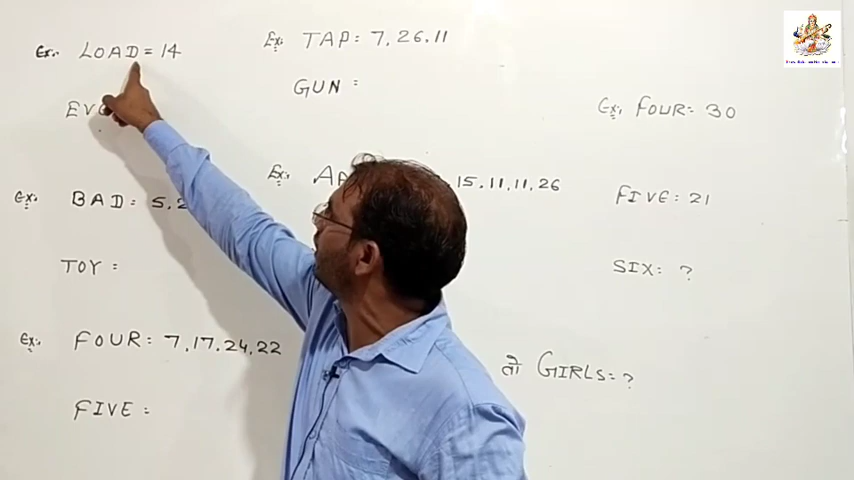 Ex:. LOAD = 14
Ex: TAP: 7, 26, 11
GUN =
Ex: FOUR= 30
15, 11, 11, 26
FIVE: 21
Ex: BAD: 5, 2
TOY =
SIX: ?
Ex: FOUR: 7, 17, 24, 22
तो GIRLS= ?
FIVE =